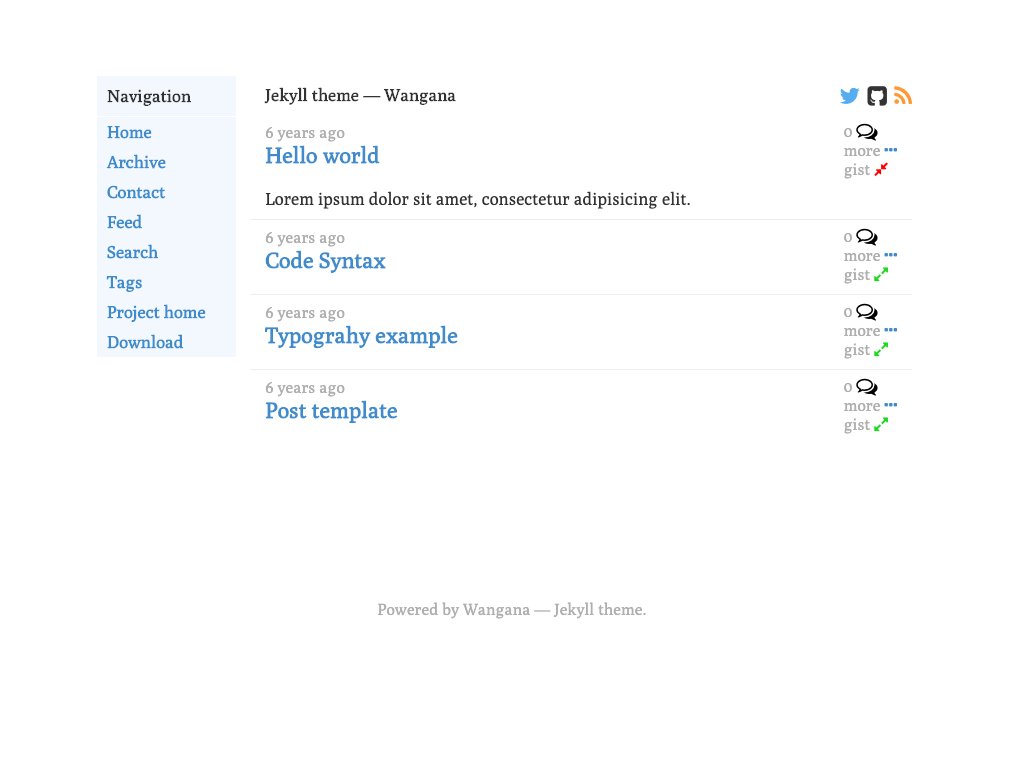 Navigation
Home
Archive
Contact
Feed
Search
Tags
Project home
Download
Jekyll theme — Wangana
6 years ago
Hello world
0
more
gist
Lorem ipsum dolor sit amet, consectetur adipisicing elit.
6 years ago
Code Syntax
0
more
gist
6 years ago
Typograhy example
0
more
gist
6 years ago
Post template
0
more
gist
Powered by Wangana — Jekyll theme.